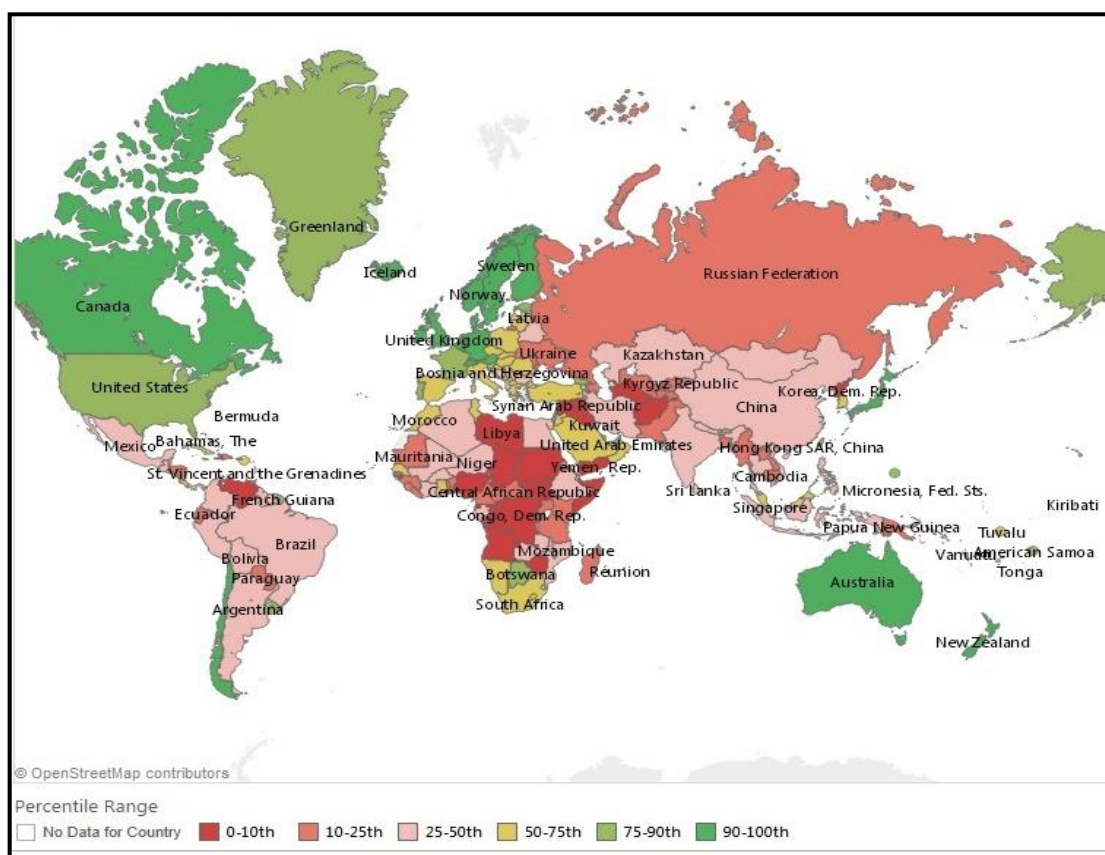 Greenland
Iceland
Sweden
Russian Federation
Canada
Norway
Latvia
United Kingdom
Ukraine
Kazakhstan
Bosnia and Herzegovina
United States
Kyrgyz Republic
Korea, Dem. Rep.
Syrian Arab Republic
China
Bermuda
Morocco
Kuwait
Libya
Mexico
Bahamas, The
United Arab Emirates
Hong Kong SAR, China
Mauritania
Niger
Yemen, Rep.
St. Vincent and the Grenadines
Cambodia
Central African Republic
Sri Lanka
Micronesia, Fed. Sts.
French Guiana
Kiribati
Ecuador
Congo, Dem. Rep.
Singapore
Papua New Guinea
Tuvalu
Brazil
Mozambique
Vanuatu
American Samoa
Bolivia
Réunion
Tonga
Paraguay
Botswana
Australia
Argentina
South Africa
New Zealand
© OpenStreetMap contributors
Percentile Range
No Data for Country 0-10th 10-25th 25-50th 50-75th 75-90th 90-100th